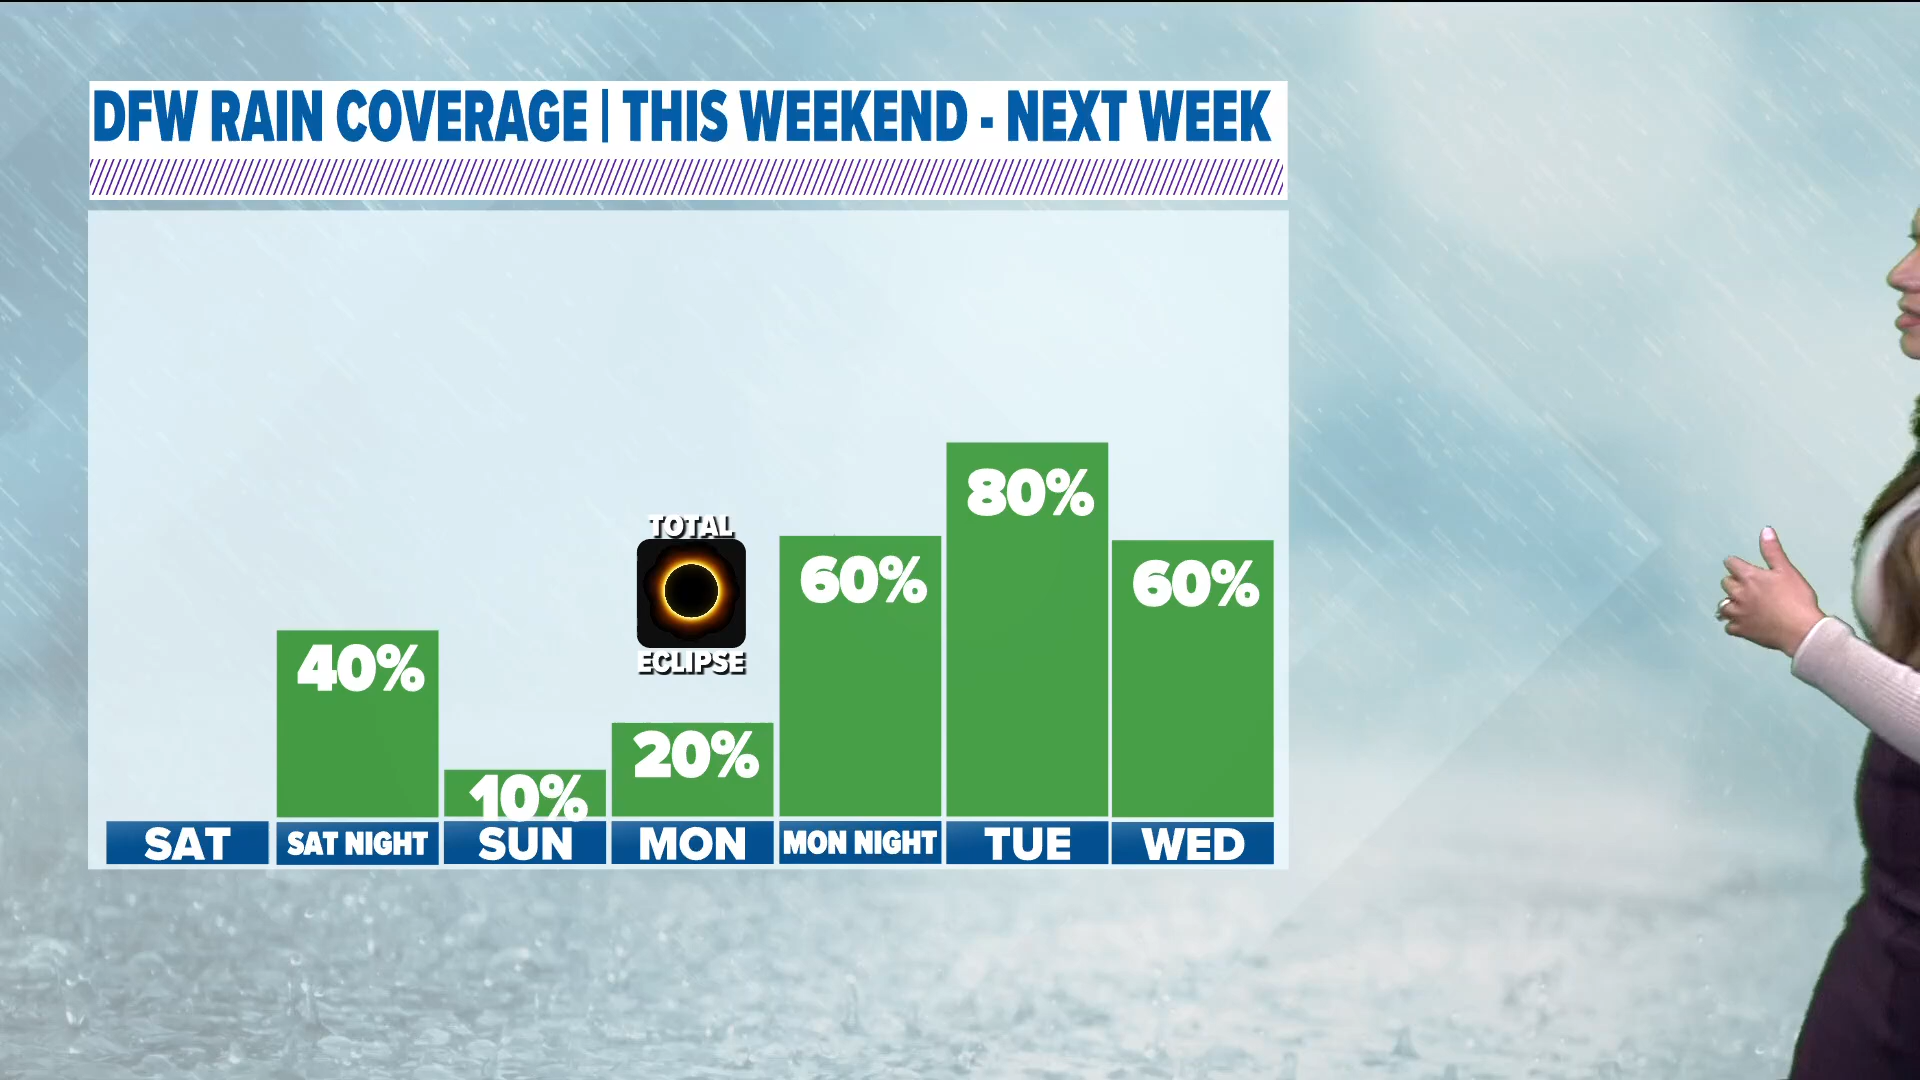 DFW RAIN COVERAGE | THIS WEEKEND - NEXT WEEK
80%
TOTAL
60%
60%
40%
ECLIPSE
20%
10%
SAT SAT NIGHT SUN MON MON NIGHT TUE WED